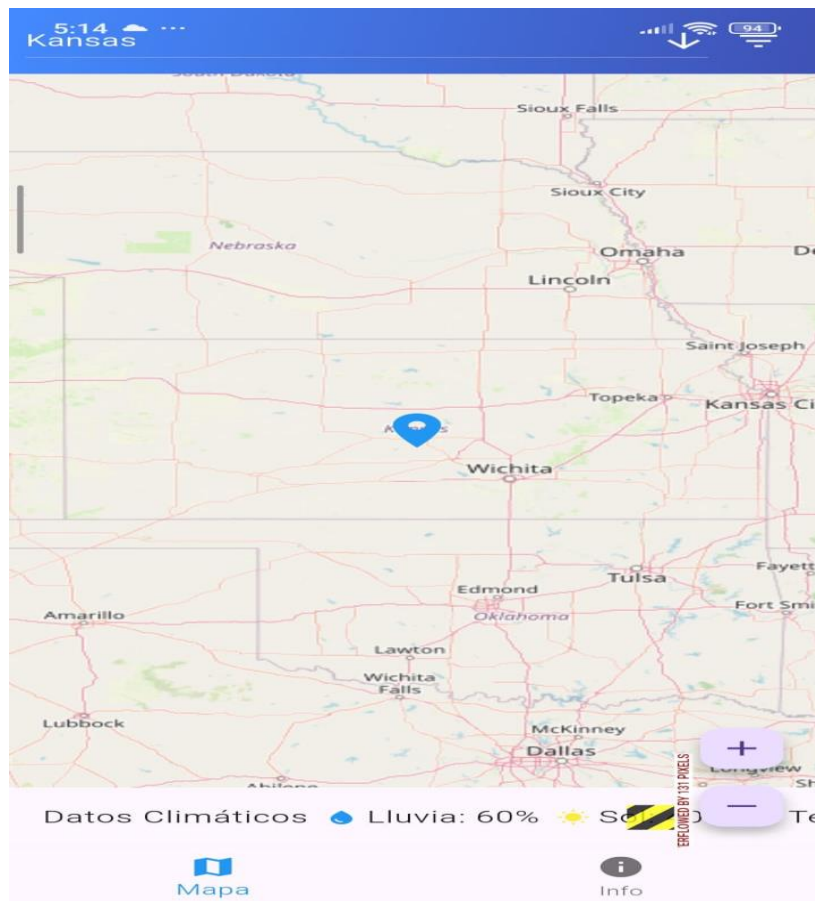 5:14
94
Kansas
Sioux Falls
Sioux City
Nebraska
Omaha
Lincoln
Saint Joseph
Topeka
Kansas Ci
Wichita
Tulsa
Fayett
Edmond
Oklahoma
Fort Smi
Amarillo
Lawton
Wichita
Falls
Lubbock
McKinney
Dallas
+
ERFLOWED BY 131 PIXELS
Datos Climáticos Lluvia: 60%
−
Mapa
Info